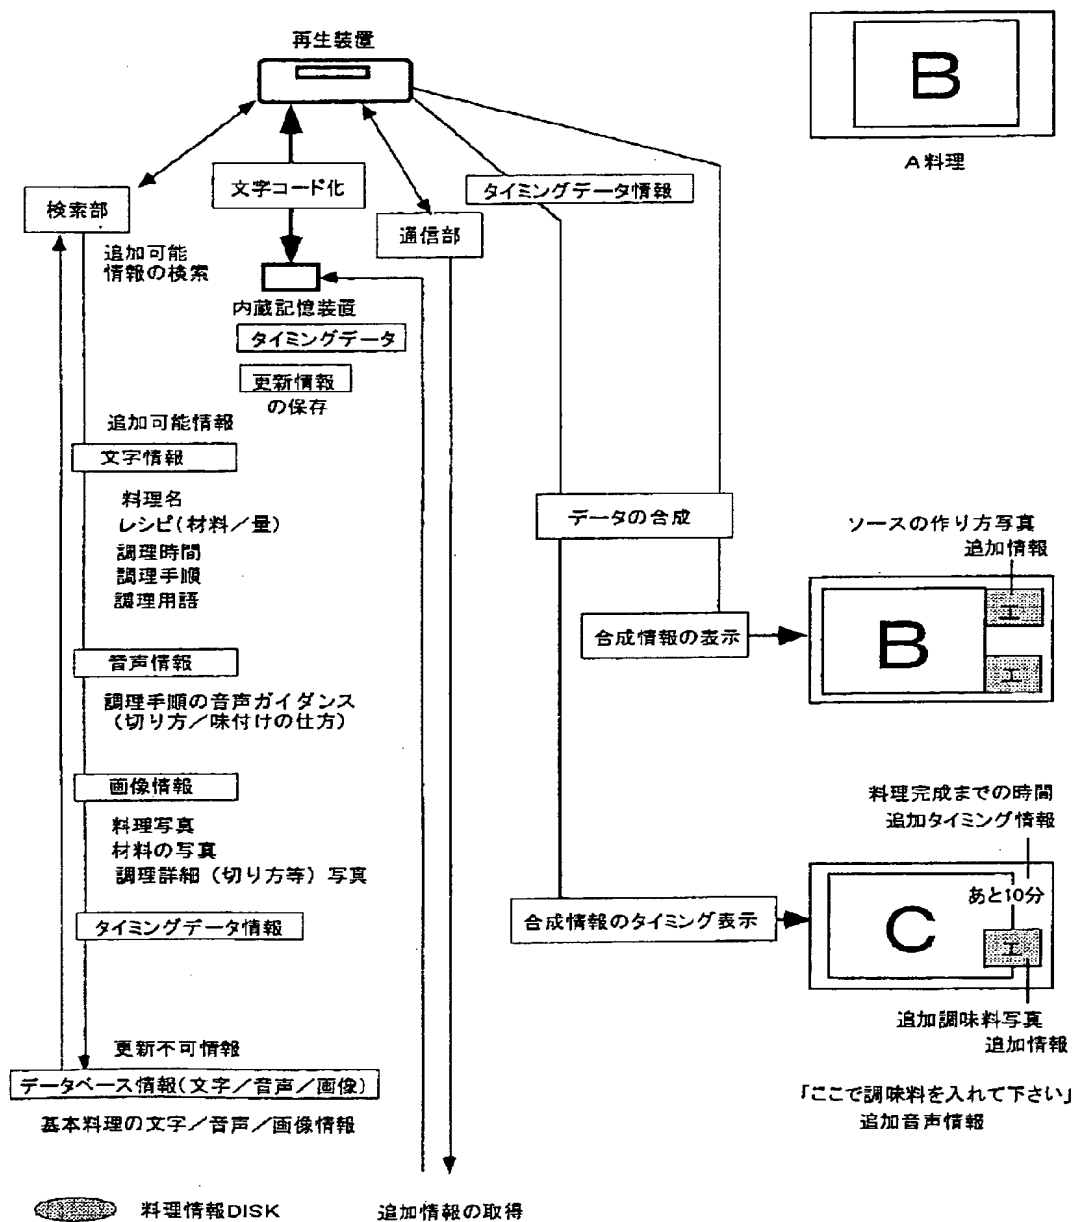 再生装置
B
A料理
検索部
文字コード化
通信部
タイミングデータ情報
追加可能
情報の検索
内蔵記憶装置
タイミングデータ
更新情報
の保存
追加可能情報
文字情報
料理名
レシピ(材料／量)
調理時間
調理手順
調理用語
音声情報
調理手順の音声ガイダンス
(切り方／味付けの仕方)
画像情報
料理写真
材料の写真
調理詳細(切り方等)写真
タイミングデータ情報
更新不可情報
データベース情報(文字／音声／画像)
基本料理の文字／音声／画像情報
料理情報DISK
追加情報の取得
データの合成
合成情報の表示
ソースの作り方写真
追加情報
B
エ
エ
合成情報のタイミング表示
料理完成までの時間
追加タイミング情報
あと10分
C
エ
追加調味料写真
追加情報
「ここで調味料を入れて下さい」
追加音声情報